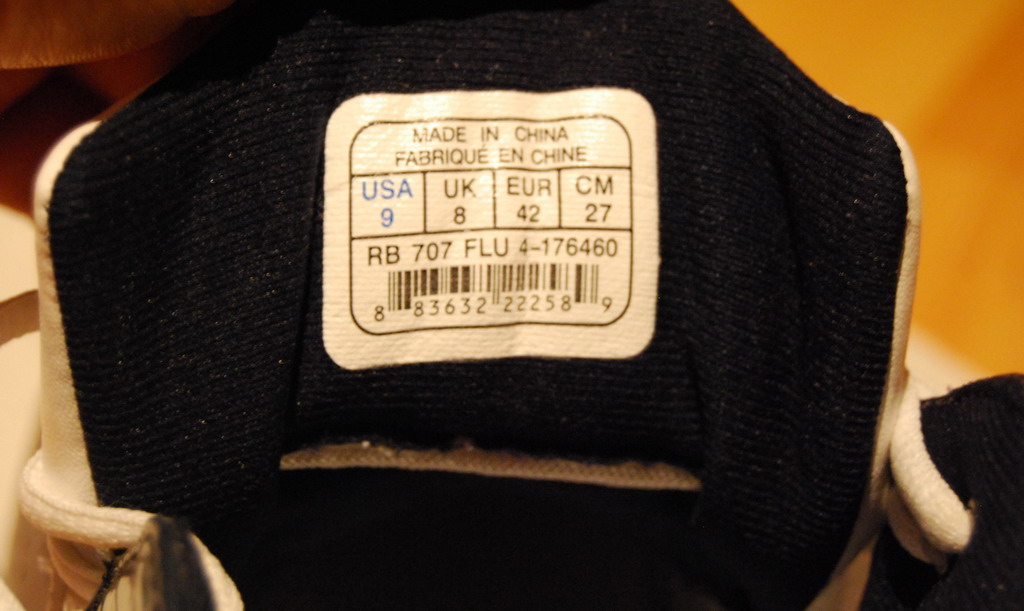 MADE IN CHINA
FABRIQUÉ EN CHINE
USA UK EUR CM
9 8 42 27
RB 707 FLU 4-176460
8 83632 22258 9